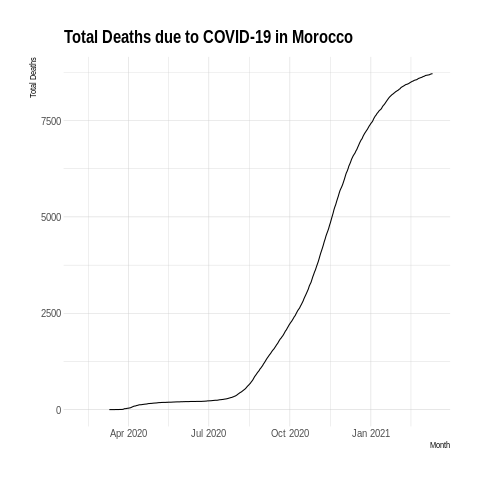 Total Deaths due to COVID-19 in Morocco
Total Deaths
7500
5000
2500
0
Apr 2020
Jul 2020
Oct 2020
Jan 2021
Month